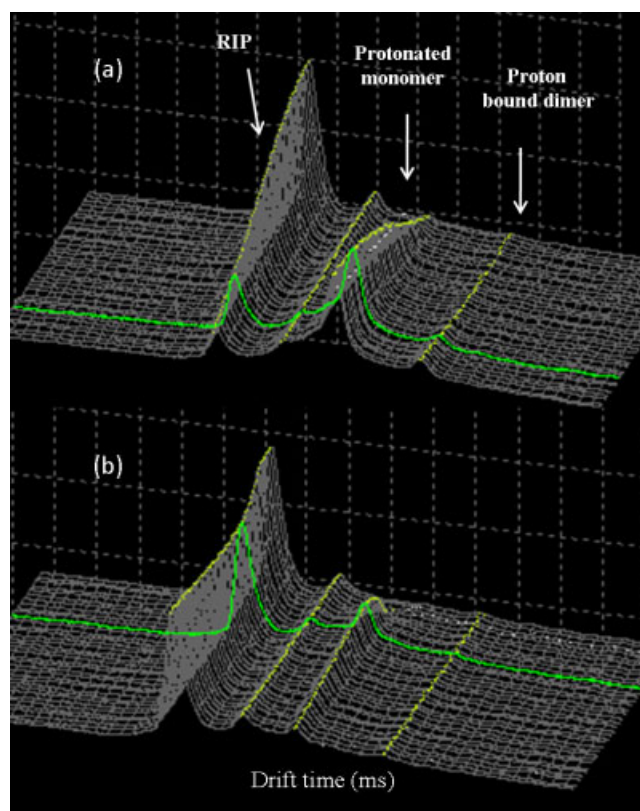 (a)
RIP
Protonated
monomer
Proton
bound dimer
(b)
Drift time (ms)